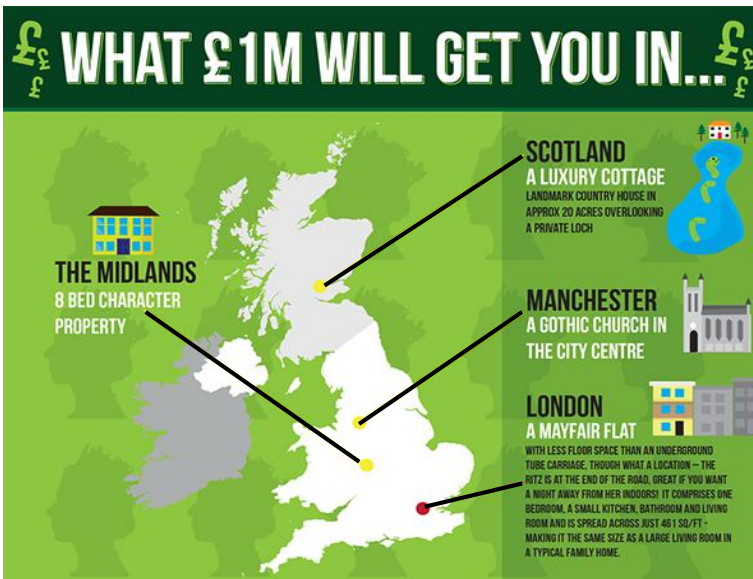 WHAT £1M WILL GET YOU IN...
THE MIDLANDS
8 BED CHARACTER
PROPERTY
SCOTLAND
A LUXURY COTTAGE
LANDMARK COUNTRY HOUSE IN
APPROX 20 ACRES OVERLOOKING
A PRIVATE LOCH
MANCHESTER
A GOTHIC CHURCH IN
THE CITY CENTRE
LONDON
A MAYFAIR FLAT
WITH LESS FLOOR SPACE THAN AN UNDERGROUND
TUBE CARRIAGE, THOUGH WHAT A LOCATION – THE
RITZ IS AT THE END OF THE ROAD, GREAT IF YOU WANT
A NIGHT AWAY FROM HER INDOORS! IT COMPRISES ONE
BEDROOM, A SMALL KITCHEN, BATHROOM AND LIVING
ROOM AND IS SPREAD ACROSS JUST 461 SQ/FT -
MAKING IT THE SAME SIZE AS A LARGE LIVING ROOM IN
A TYPICAL FAMILY HOME.